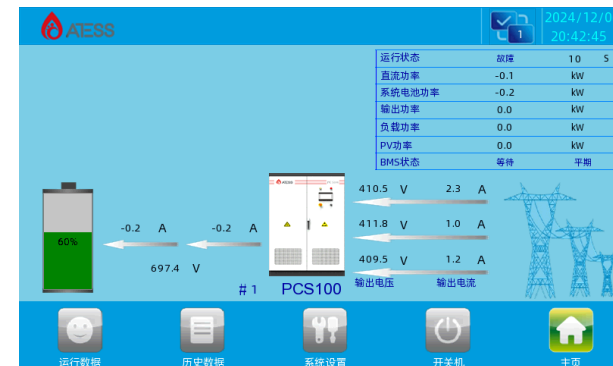 ATESS
1
2024/12/0
20:42:45
运行状态 故障 10 S
直流功率 -0.1 kW
系统电池功率 -0.2 kW
输出功率 0.0 kW
负载功率 0.0 kW
PV功率 0.0 kW
BMS状态 等待 平期
410.5 V 2.3 A
-0.2 A -0.2 A 411.8 V 1.0 A
60%
697.4 V 409.5 V 1.2 A
#1 PCS100 输出电压 输出电流
运行数据 历史数据 系统设置 开关机 主页